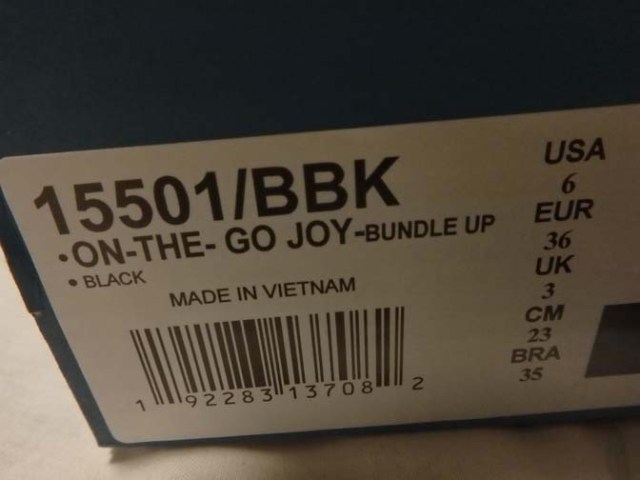 15501/BBK
•ON-THE- GO JOY-BUNDLE UP
• BLACK
MADE IN VIETNAM
1 92283 13708 2
USA
6
EUR
36
UK
3
CM
23
BRA
35